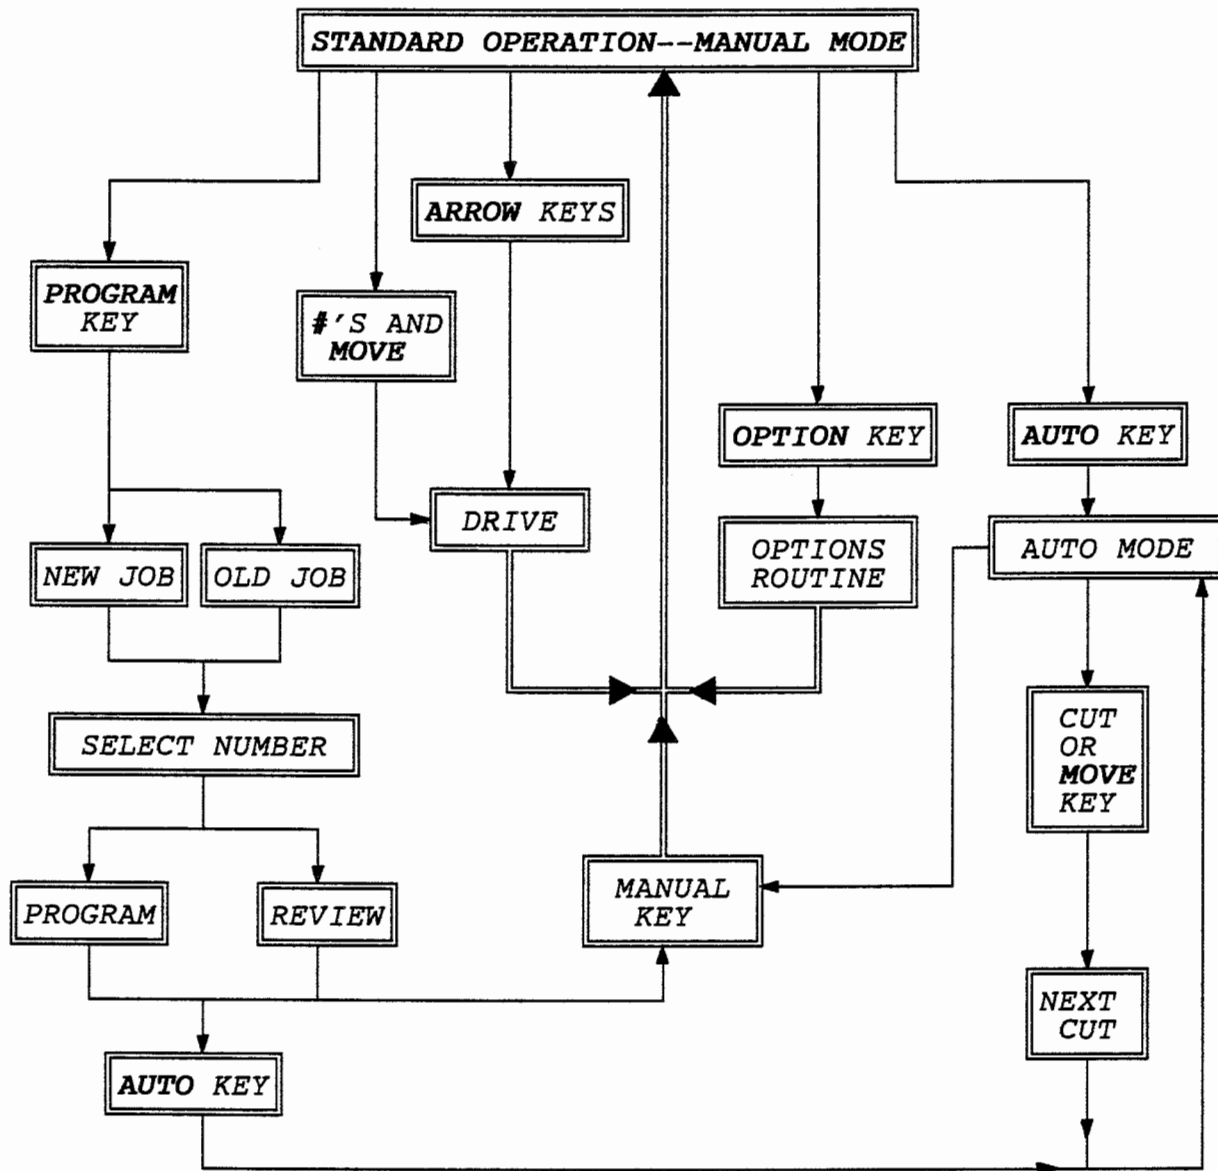 STANDARD OPERATION--MANUAL MODE
ARROW KEYS
PROGRAM
KEY
#'S AND
MOVE
OPTION KEY
AUTO KEY
DRIVE
OPTIONS
ROUTINE
AUTO MODE
NEW JOB
OLD JOB
SELECT NUMBER
CUT
OR
MOVE
KEY
PROGRAM
REVIEW
MANUAL
KEY
NEXT
CUT
AUTO KEY